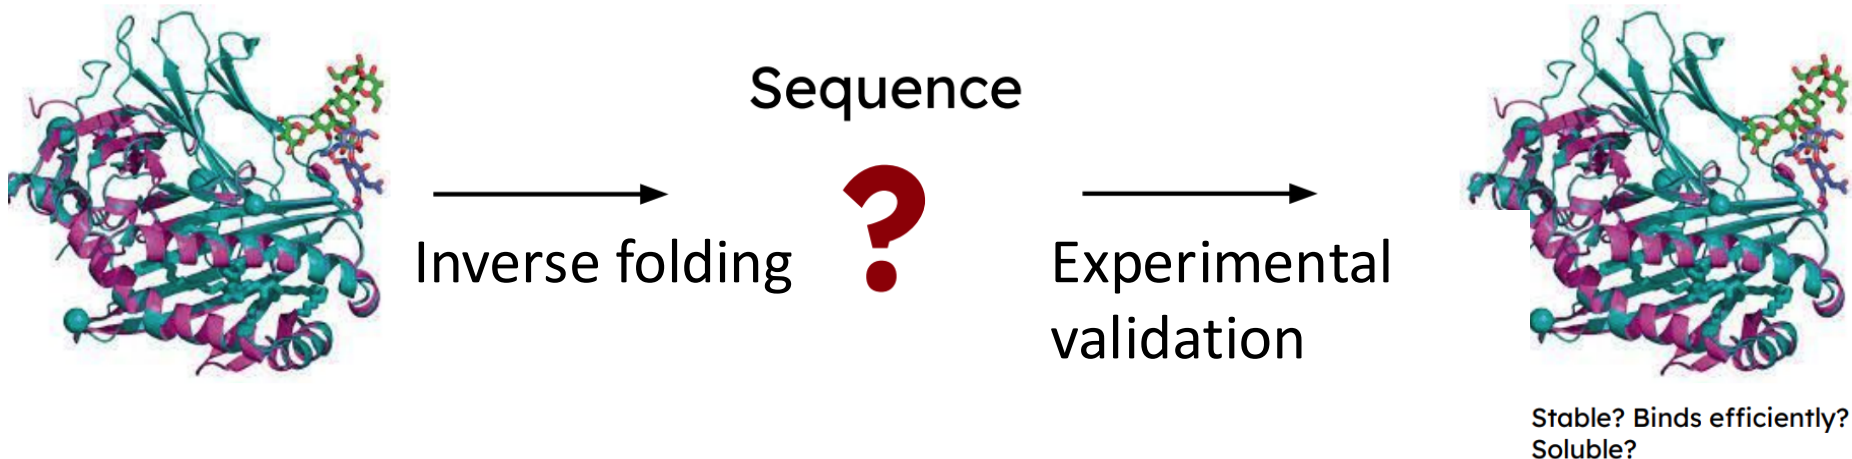 Sequence
?
Inverse folding
Experimental
validation
Stable? Binds efficiently?
Soluble?